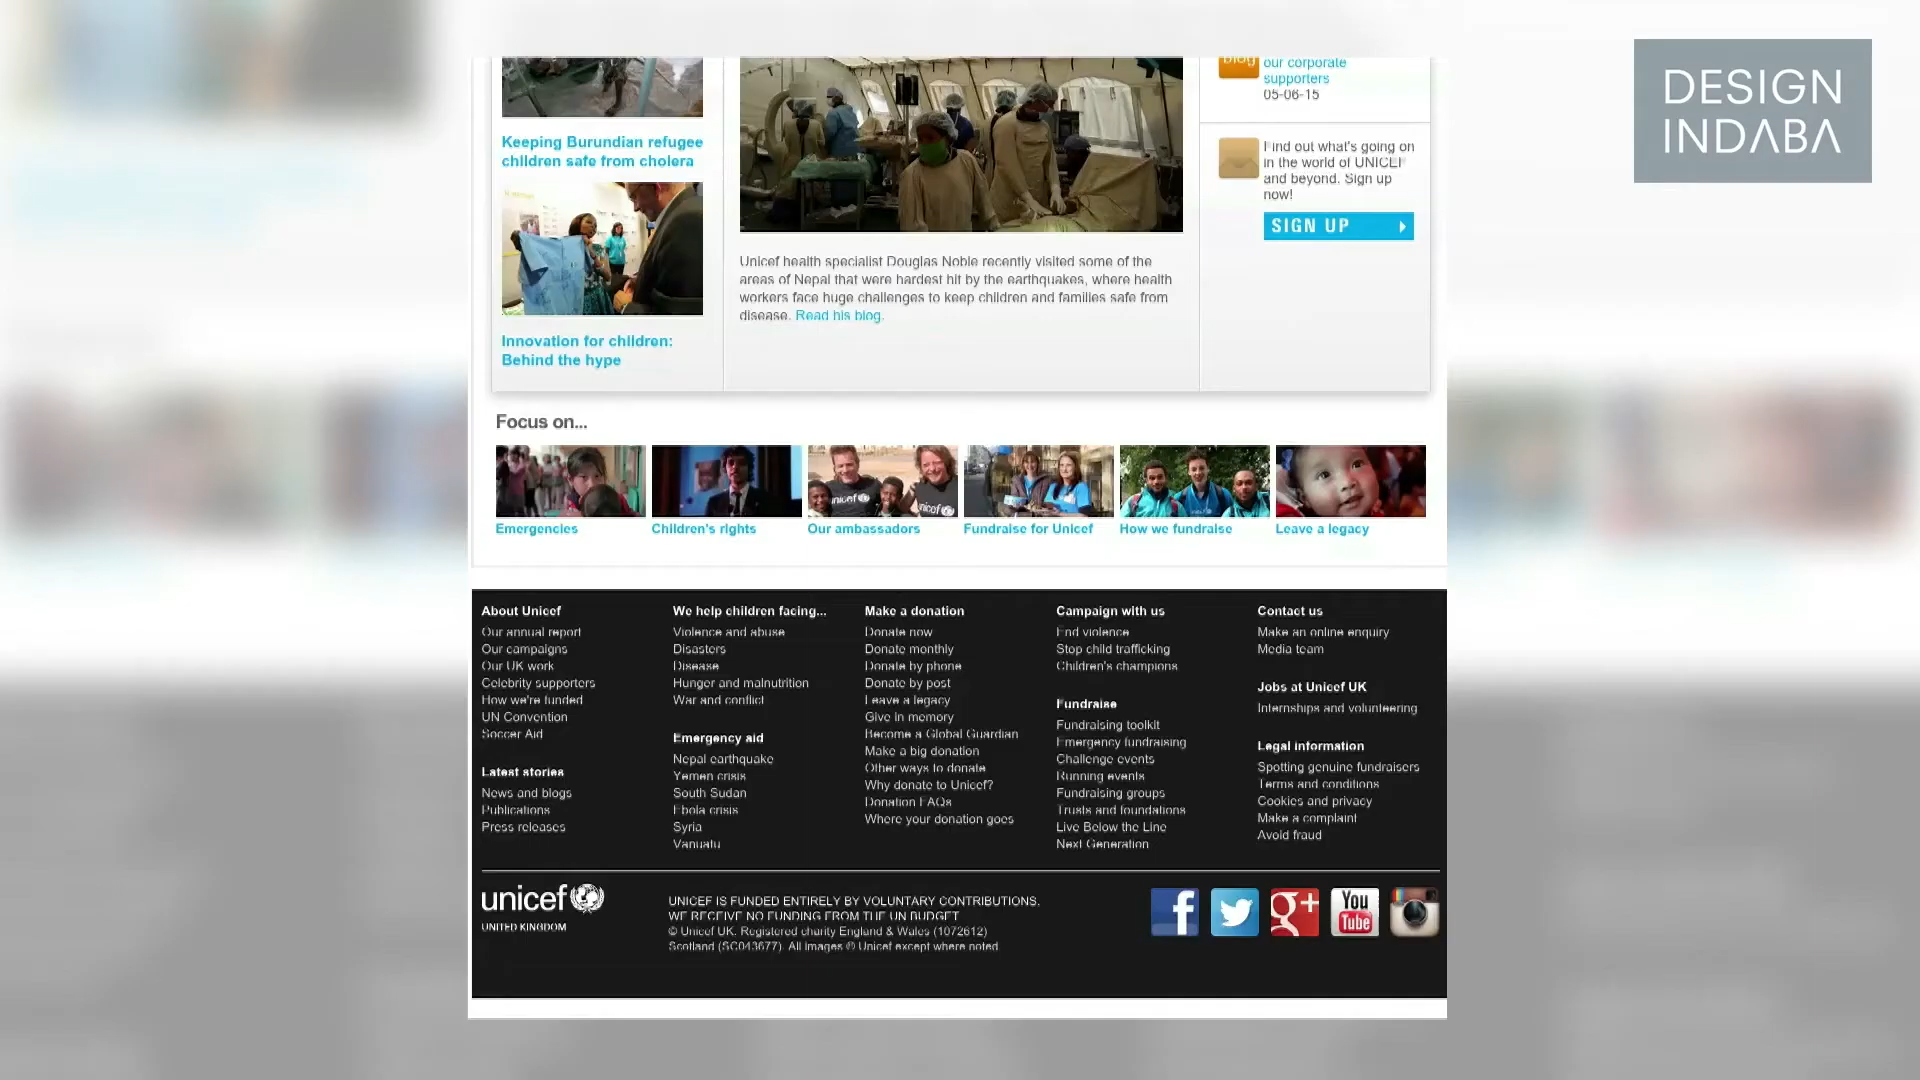 DESIGN
INDABA
blog
our corporate
supporters
05-06-15
Find out what's going on
in the world of UNICEF
and beyond. Sign up
now!
SIGN UP
Keeping Burundian refugee
children safe from cholera
Innovation for children:
Behind the hype
Unicef health specialist Douglas Noble recently visited some of the
areas of Nepal that were hardest hit by the earthquakes, where health
workers face huge challenges to keep children and families safe from
disease. Read his blog.
Focus on...
unicef
unicef
Emergencies
Children's rights
Our ambassadors
Fundraise for Unicef
How we fundraise
Leave a legacy
About Unicef
Our annual report
Our campaigns
Our UK work
Celebrity supporters
How we're funded
UN Convention
Soccer Aid
Latest stories
News and blogs
Publications
Press releases
We help children facing...
Violence and abuse
Disasters
Disease
Hunger and malnutrition
War and conflict
Emergency aid
Nepal earthquake
Yemen crisis
South Sudan
Ebola crisis
Syria
Vanuatu
Make a donation
Donate now
Donate monthly
Donate by phone
Donate by post
Leave a legacy
Give in memory
Become a Global Guardian
Make a big donation
Other ways to donate
Why donate to Unicef?
Donation FAQs
Where your donation goes
Campaign with us
End violence
Stop child trafficking
Children's champions
Fundraise
Fundraising toolkit
Emergency fundraising
Challenge events
Running events
Fundraising groups
Trusts and foundations
Live Below the Line
Next Generation
Contact us
Make an online enquiry
Media team
Jobs at Unicef UK
Internships and volunteering
Legal information
Spotting genuine fundraisers
Terms and conditions
Cookies and privacy
Make a complaint
Avoid fraud
unicef
UNITED KINGDOM
UNICEF IS FUNDED ENTIRELY BY VOLUNTARY CONTRIBUTIONS.
WE RECEIVE NO FUNDING FROM THE UN BUDGET
© Unicef UK. Registered charity England & Wales (1072612)
Scotland (SC043677). All images © Unicef except where noted
f
g+
You
Tube